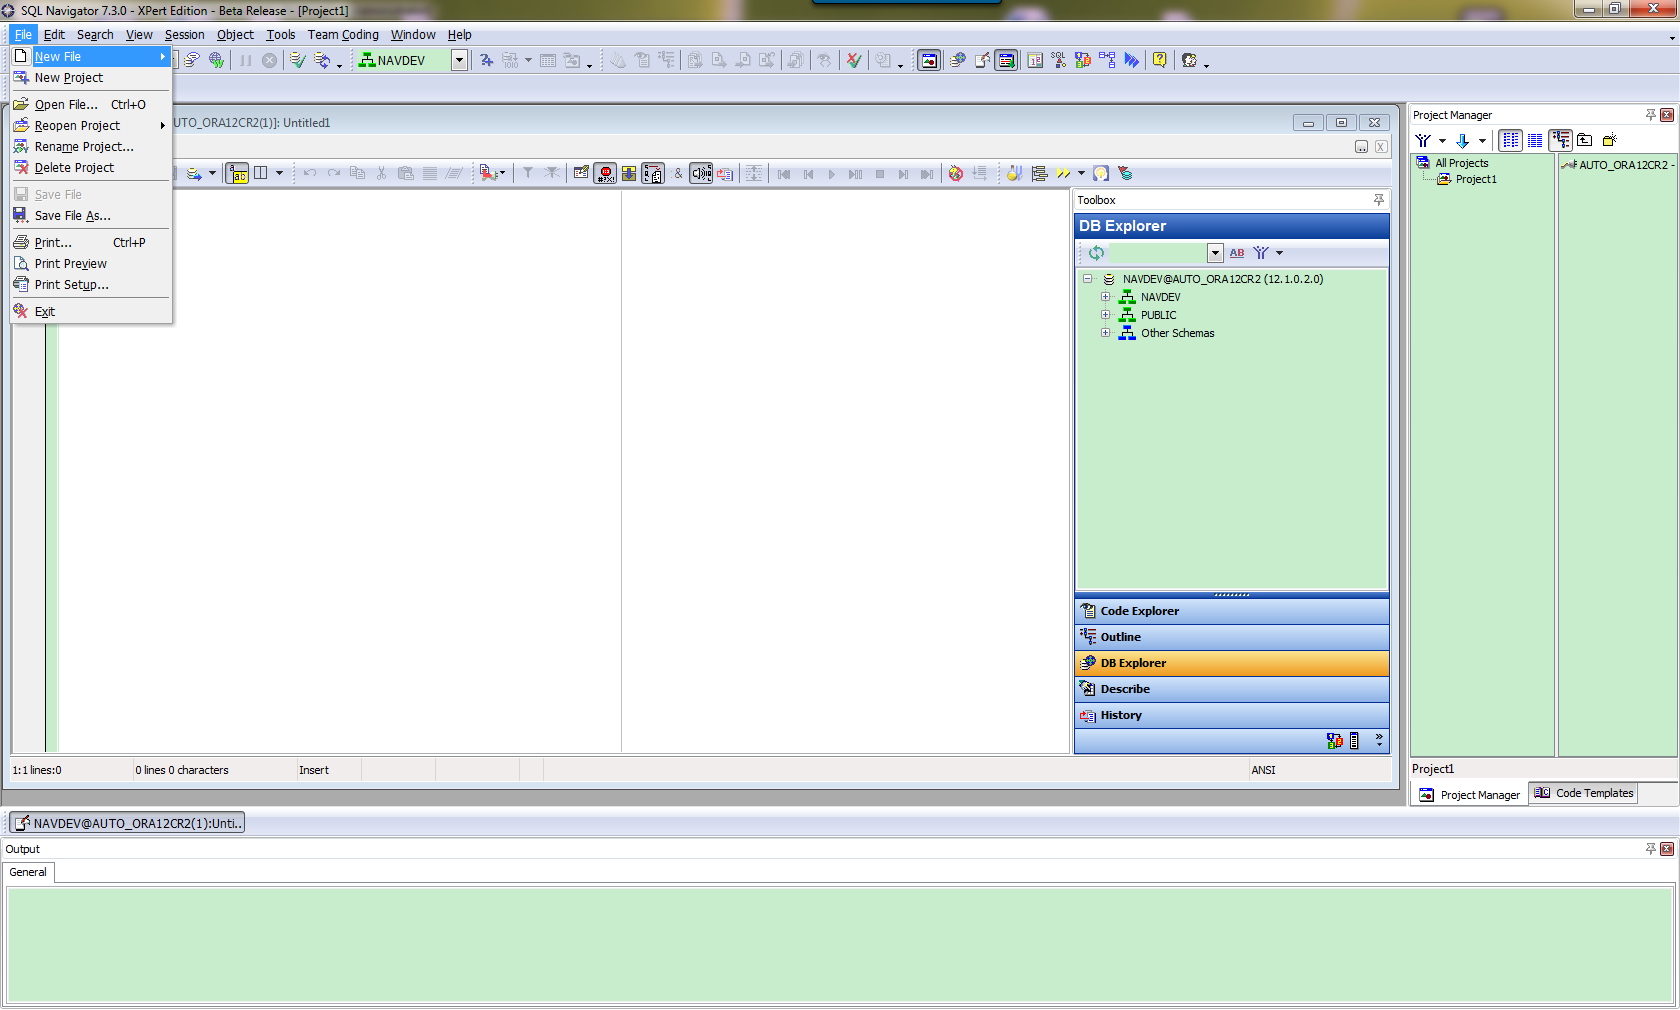 SQL Navigator 7.3.0 - XPert Edition - Beta Release - [Project1]
File Edit Search View Session Object Tools Team Coding Window Help
New File
New Project
Open File... Ctrl+O
Reopen Project
Rename Project...
Delete Project
Save File
Save File As...
Print... Ctrl+P
Print Preview
Print Setup...
Exit
NAVDEV
UTO_ORA12CR2(1)]: Untitled1
Toolbox
DB Explorer
AB
NAVDEV@AUTO_ORA12CR2 (12.1.0.2.0)
NAVDEV
PUBLIC
Other Schemas
Code Explorer
Outline
DB Explorer
Describe
History
1:1 lines:0 0 lines 0 characters Insert ANSI
Project Manager
All Projects
Project1
AUTO_ORA12CR2 -
Project1
Project Manager Code Templates
NAVDEV@AUTO_ORA12CR2(1):Unti..
Output
General